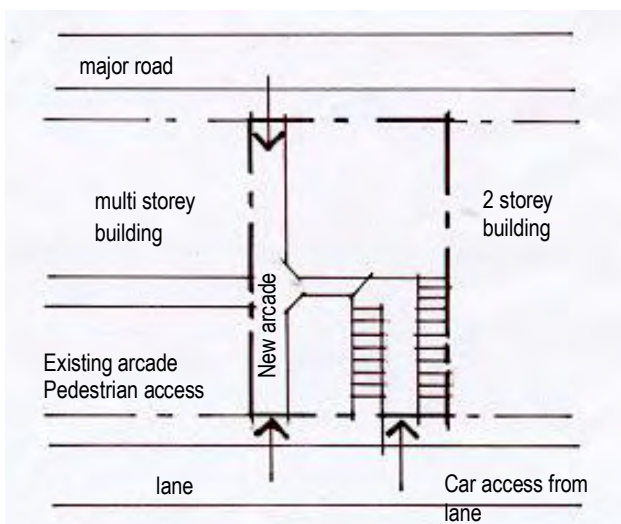 major road
multi storey
building
2 storey
building
New arcade
Existing arcade
Pedestrian access
lane
Car access from
lane